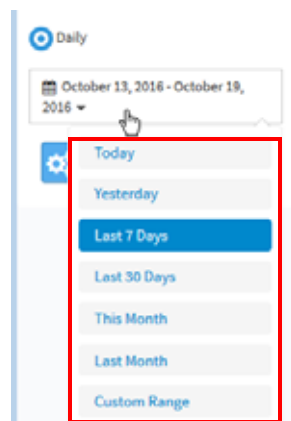 Daily
October 13, 2016 - October 19,
2016
Today
Yesterday
Last 7 Days
Last 30 Days
This Month
Last Month
Custom Range